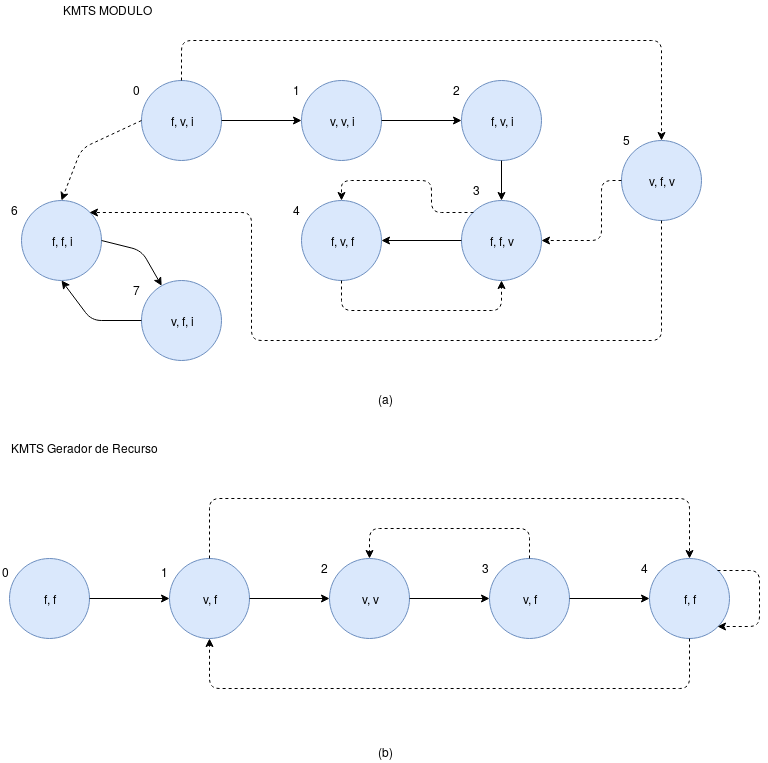 KMTS MODULO
0
f, v, i
1
v, v, i
2
f, v, i
5
v, f, v
6
f, f, i
4
f, v, f
3
f, f, v
7
v, f, i
(a)
KMTS Gerador de Recurso
0
f, f
1
v, f
2
v, v
3
v, f
4
f, f
(b)